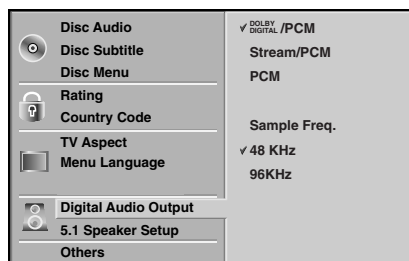 Disc Audio
Disc Subtitle
Disc Menu
Rating
Country Code
TV Aspect
Menu Language
Digital Audio Output
5.1 Speaker Setup
Others
✓ DOLBY DIGITAL /PCM
Stream/PCM
PCM
Sample Freq.
✓ 48 KHz
96KHz